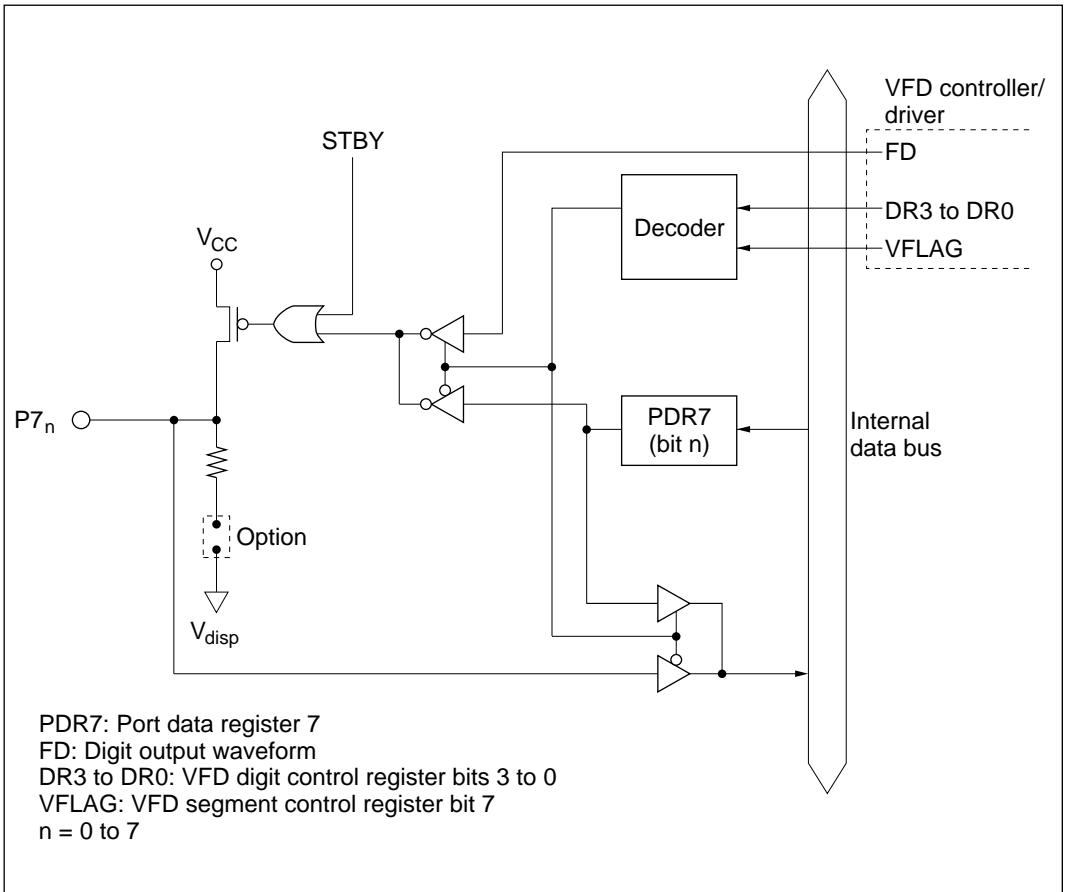 VFD controller/
driver
STBY
FD
Decoder
DR3 to DR0
VFLAG
VCC
P7n
PDR7
(bit n)
Internal
data bus
Option
Vdisp
PDR7: Port data register 7
FD: Digit output waveform
DR3 to DR0: VFD digit control register bits 3 to 0
VFLAG: VFD segment control register bit 7
n = 0 to 7